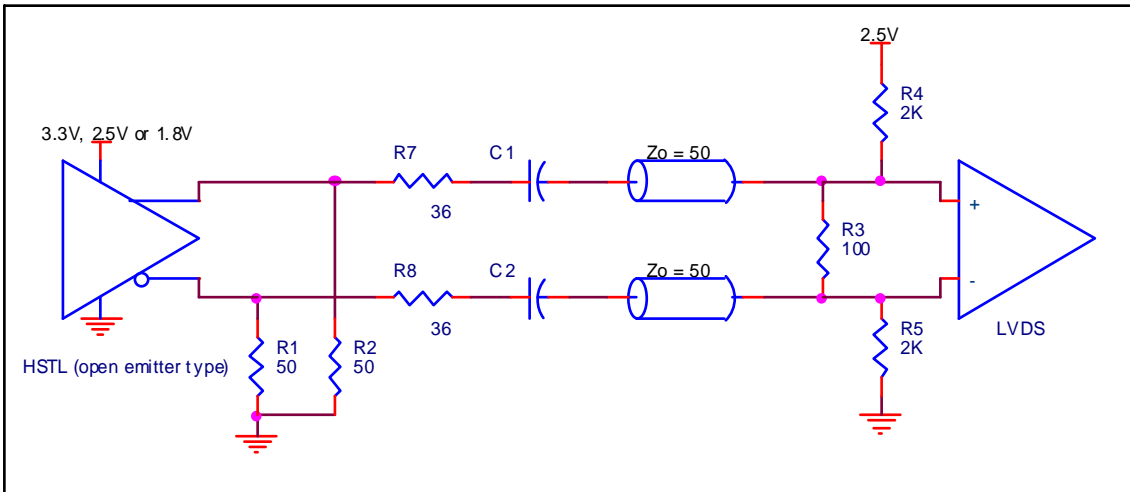 2.5V
R4
2K
3.3V, 2.5V or 1.8V
R7
C1
Zo = 50
36
+
R3
100
R8
C2
Zo = 50
-
36
LVDS
R5
2K
R1
50
R2
50
HSTL (open emitter type)